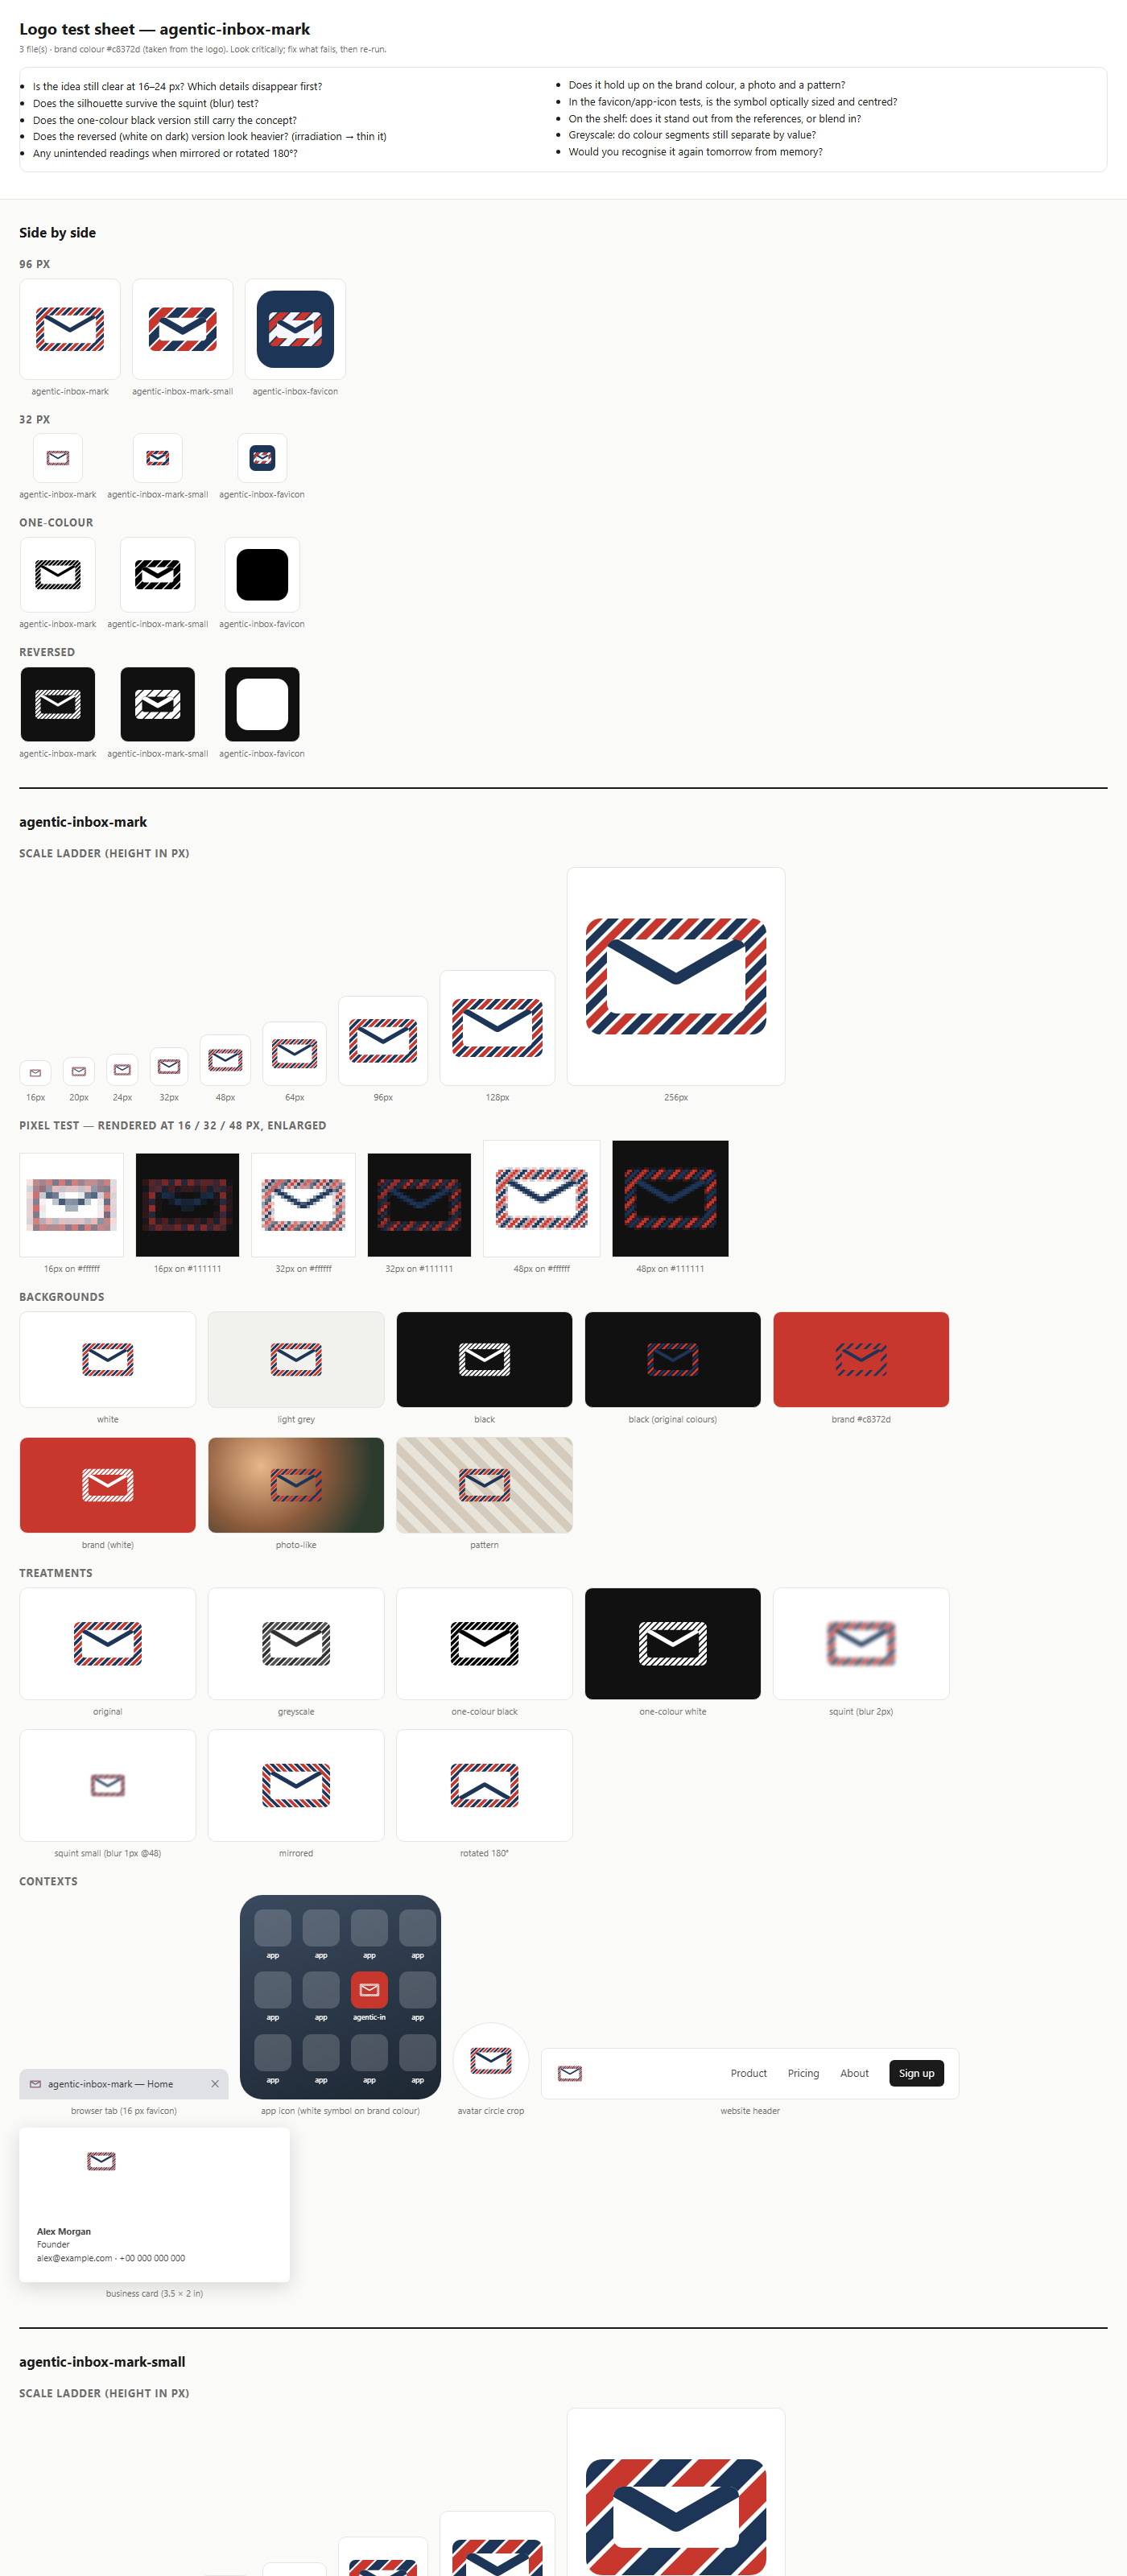 Logo test sheet — agentic-inbox-mark
3 file(s) · brand colour #c8372d (taken from the logo). Look critically; fix what fails, then re-run.
Is the idea still clear at 16–24 px? Which details disappear first?
Does the silhouette survive the squint (blur) test?
Does the one-colour black version still carry the concept?
Does the reversed (white on dark) version look heavier? (irradiation → thin it)
Any unintended readings when mirrored or rotated 180°?
Does it hold up on the brand colour, a photo and a pattern?
In the favicon/app-icon tests, is the symbol optically sized and centred?
On the shelf: does it stand out from the references, or blend in?
Greyscale: do colour segments still separate by value?
Would you recognise it again tomorrow from memory?
Side by side
96 PX
agentic-inbox-mark agentic-inbox-mark-small agentic-inbox-favicon
32 PX
agentic-inbox-mark agentic-inbox-mark-small agentic-inbox-favicon
ONE-COLOUR
agentic-inbox-mark agentic-inbox-mark-small agentic-inbox-favicon
REVERSED
agentic-inbox-mark agentic-inbox-mark-small agentic-inbox-favicon
agentic-inbox-mark
SCALE LADDER (HEIGHT IN PX)
16px 20px 24px 32px 48px 64px 96px 128px 256px
PIXEL TEST — RENDERED AT 16 / 32 / 48 PX, ENLARGED
16px on #ffffff 16px on #111111 32px on #ffffff 32px on #111111 48px on #ffffff 48px on #111111
BACKGROUNDS
white light grey black black (original colours) brand #c8372d
brand (white) photo-like pattern
TREATMENTS
original greyscale one-colour black one-colour white squint (blur 2px)
squint small (blur 1px @48) mirrored rotated 180°
CONTEXTS
app app app app
app app agentic-in app
app app app app
agentic-inbox-mark — Home ×
Product Pricing About Sign up
browser tab (16 px favicon) app icon (white symbol on brand colour) avatar circle crop website header
Alex Morgan
Founder
alex@example.com · +00 000 000 000
business card (3.5 × 2 in)
agentic-inbox-mark-small
SCALE LADDER (HEIGHT IN PX)